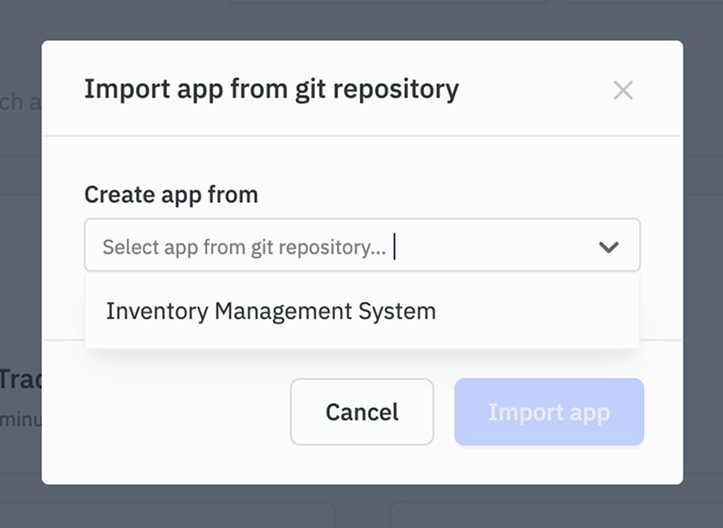 Import app from git repository
ch a
Create app from
Select app from git repository...
Inventory Management System
Trac
minu
Cancel
Import app